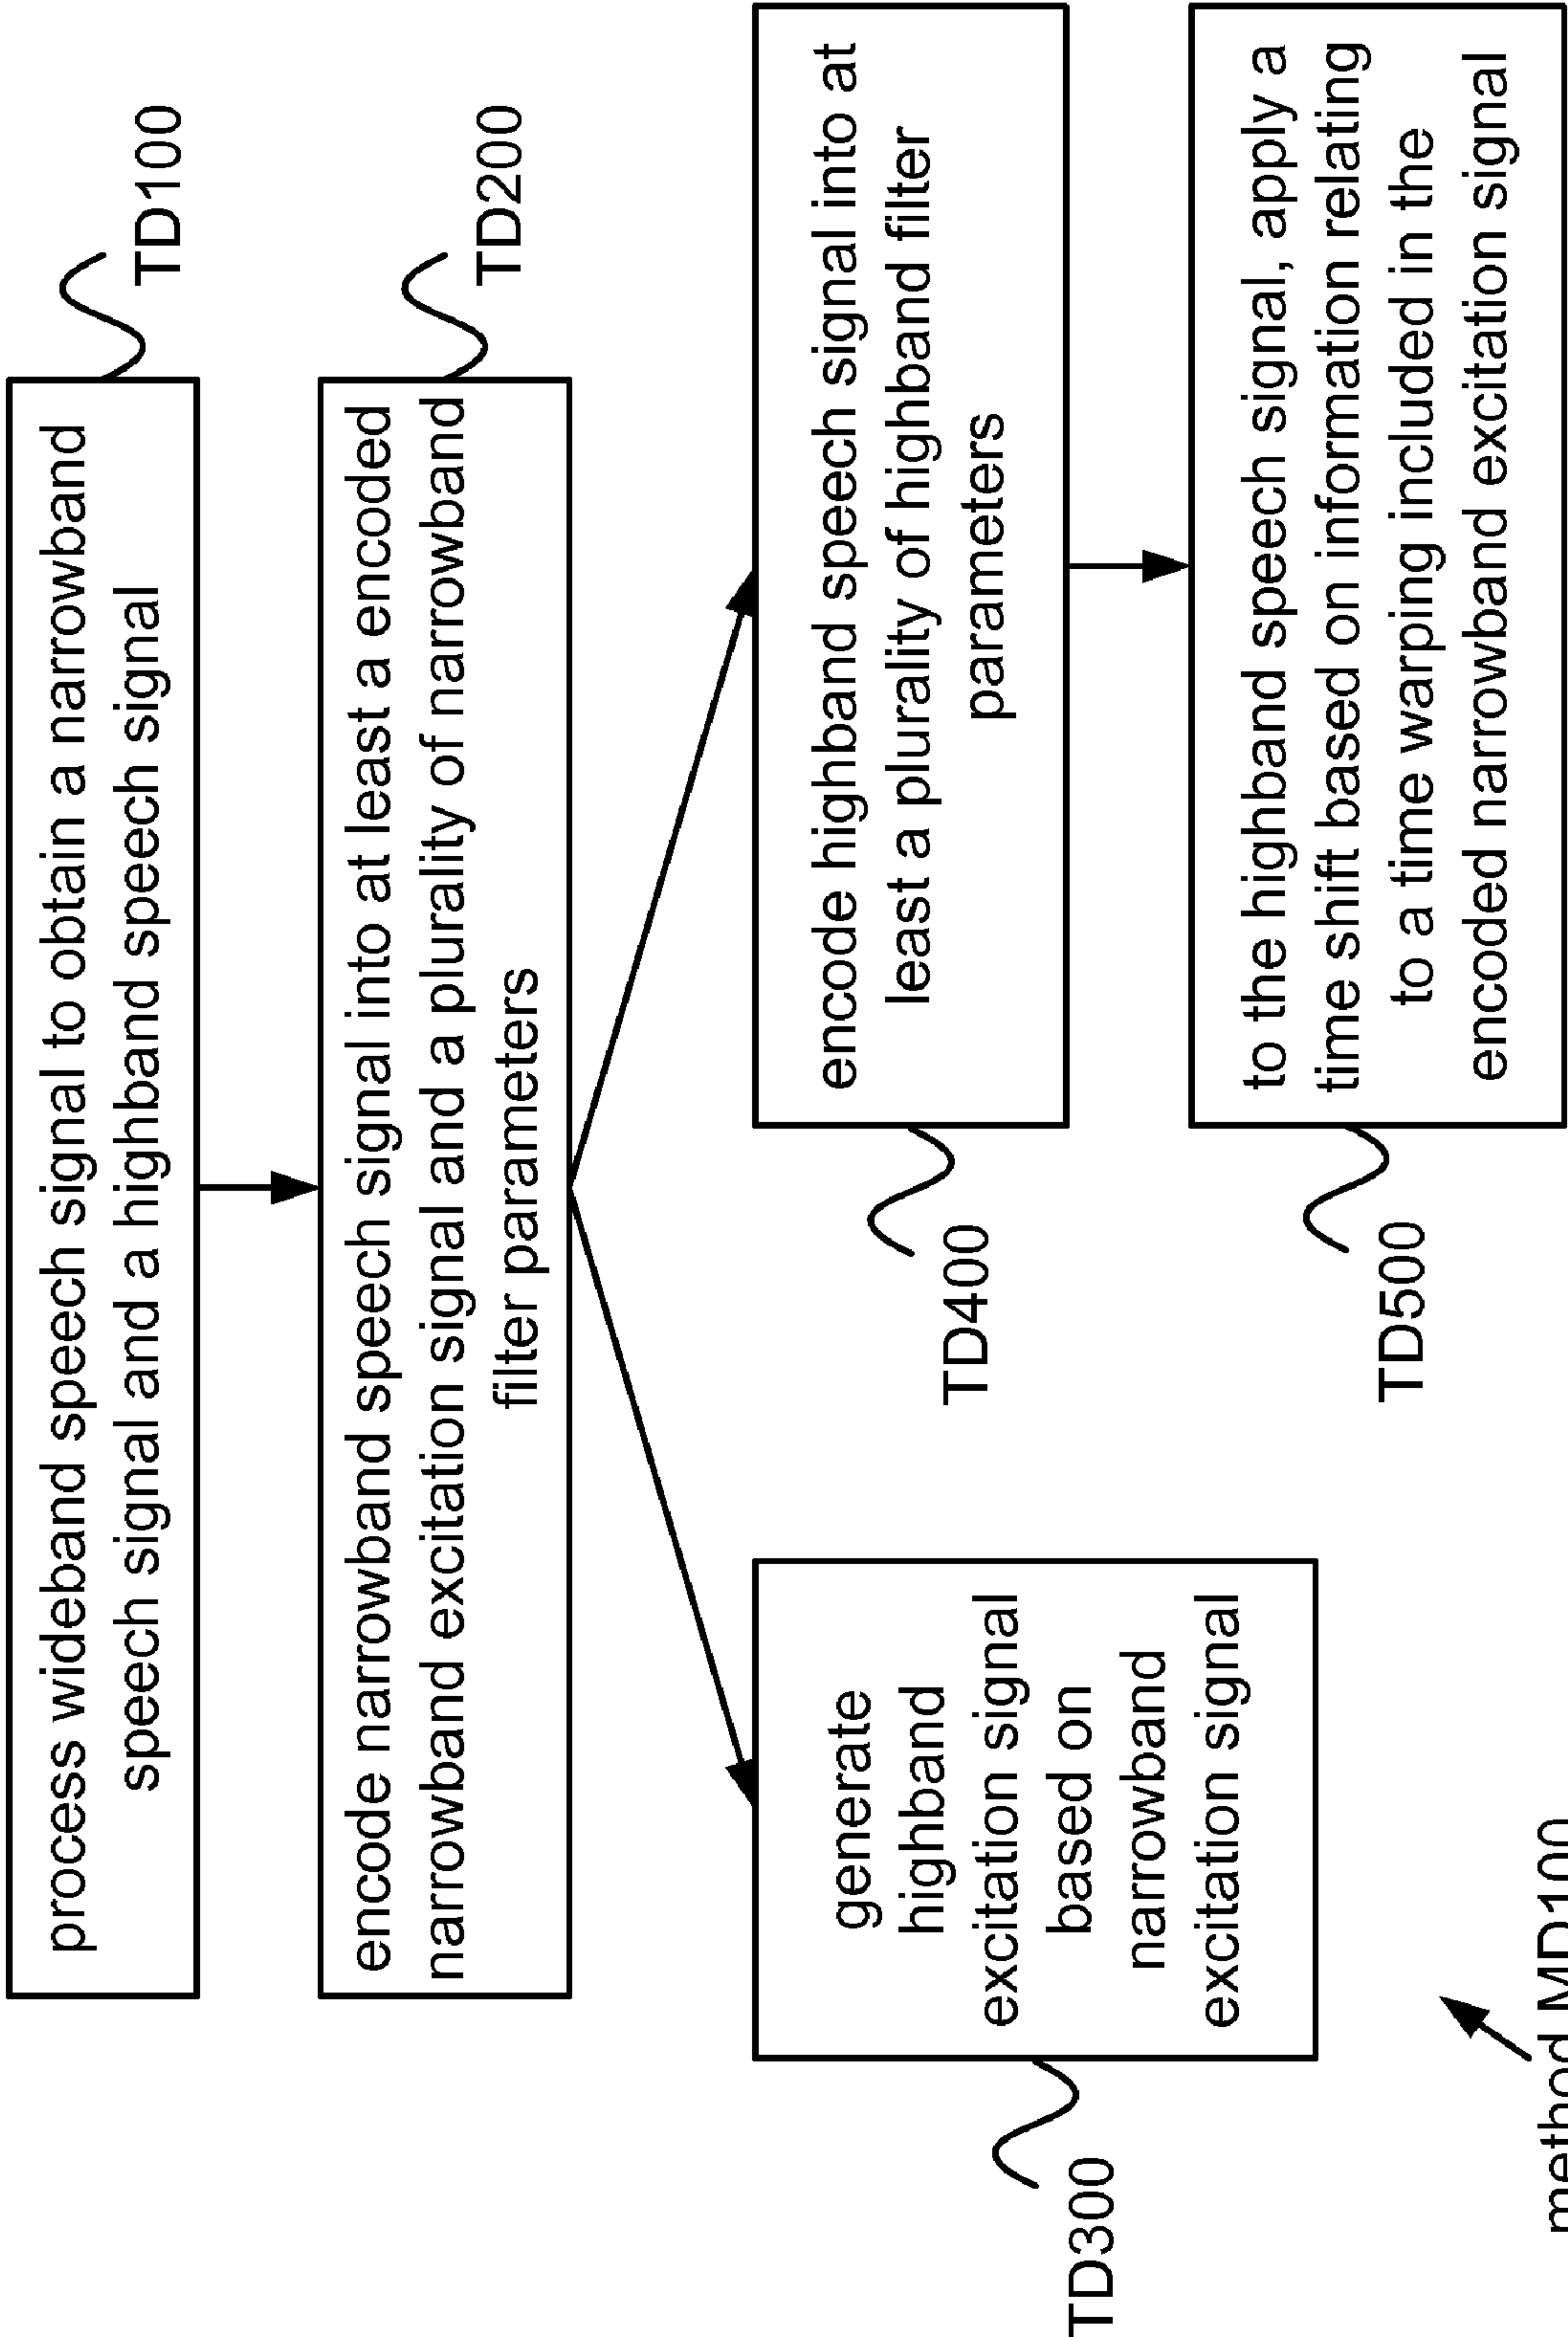 process wideband speech signal to obtain a narrowband
speech signal and a highband speech signal
TD100
encode narrowband speech signal into at least a encoded
narrowband excitation signal and a plurality of narrowband
filter parameters
TD200
generate
highband
excitation signal
based on
narrowband
excitation signal
TD300
encode highband speech signal into at
least a plurality of highband filter
parameters
TD400
to the highband speech signal, apply a
time shift based on information relating
to a time warping included in the
encoded narrowband excitation signal
TD500
method MD100